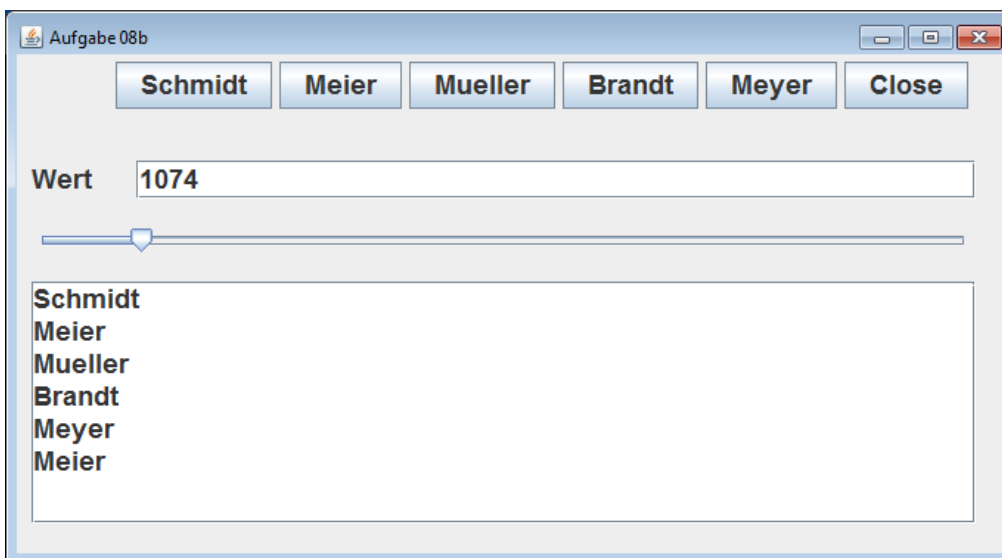 Aufgabe 08b
Schmidt Meier Mueller Brandt Meyer Close
Wert 1074
Schmidt
Meier
Mueller
Brandt
Meyer
Meier